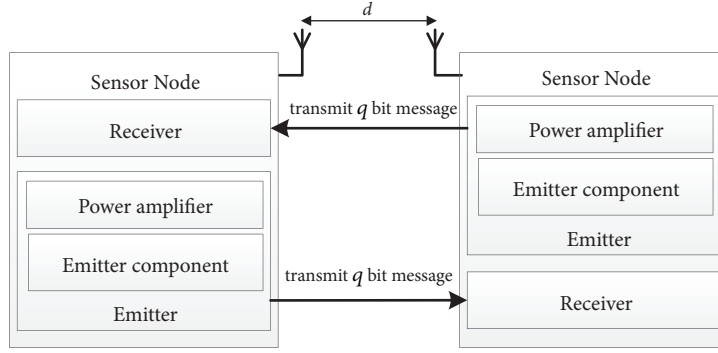 d
Sensor Node
Receiver
Power amplifier
Emitter component
Emitter
transmit q bit message
transmit q bit message
Sensor Node
Power amplifier
Emitter component
Emitter
Receiver